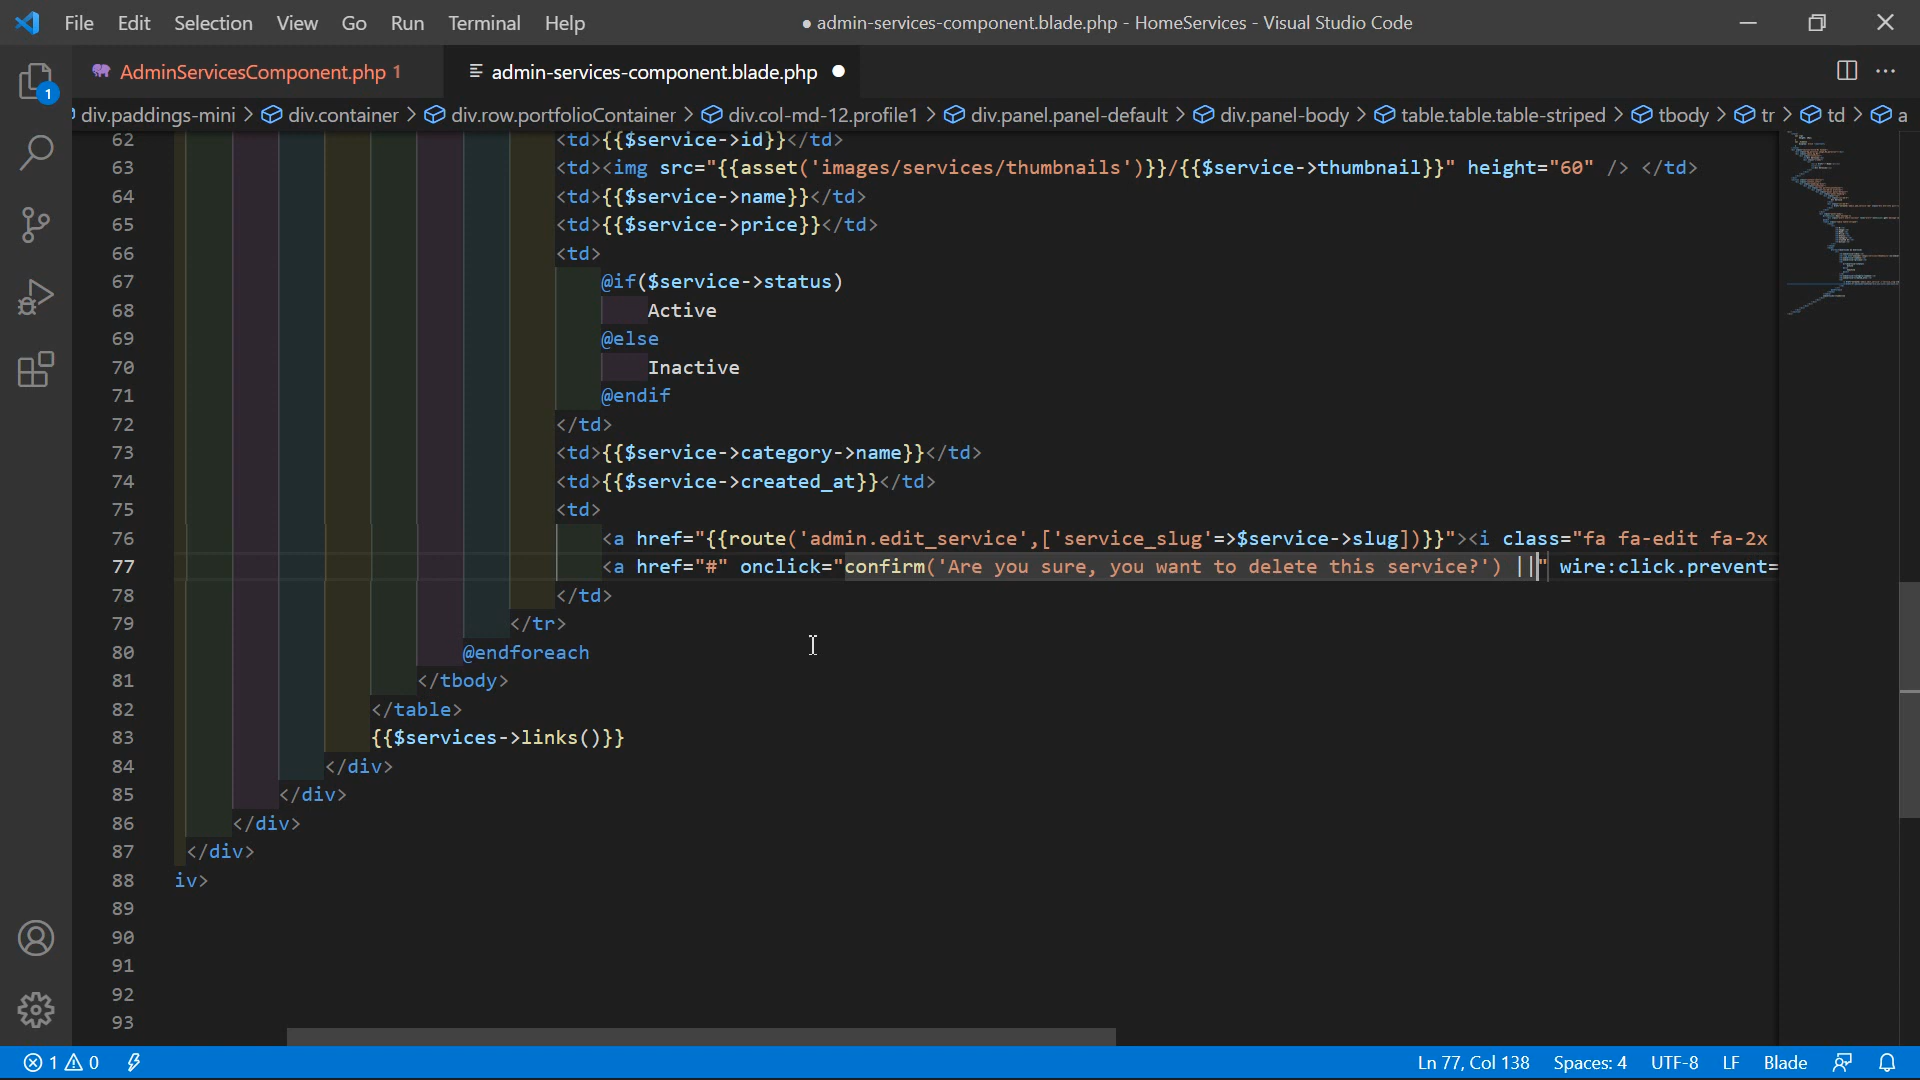 File Edit Selection View Go Run Terminal Help
● admin-services-component.blade.php - HomeServices - Visual Studio Code
AdminServicesComponent.php 1
admin-services-component.blade.php ●
1
div.paddings-mini > div.container > div.row.portfolioContainer > div.col-md-12.profile1 > div.panel.panel-default > div.panel-body > table.table.table-striped > tbody > tr > td > a
62 <td>{{$service->id}}</td>
63 <td><img src="{{asset('images/services/thumbnails')}}/{{$service->thumbnail}}" height="60" /> </td>
64 <td>{{$service->name}}</td>
65 <td>{{$service->price}}</td>
66 <td>
67 @if($service->status)
68 Active
69 @else
70 Inactive
71 @endif
72 </td>
73 <td>{{$service->category->name}}</td>
74 <td>{{$service->created_at}}</td>
75 <td>
76 <a href="{{route('admin.edit_service',['service_slug'=>$service->slug])}}"><i class="fa fa-edit fa-2x
77 <a href="#" onclick="confirm('Are you sure, you want to delete this service?') ||" wire:click.prevent=
78 </td>
79 </tr>
80 @endforeach
81 </tbody>
82 </table>
83 {{$services->links()}}
84 </div>
85 </div>
86 </div>
87 </div>
88 iv>
89
90
91
92
93
1 0
Ln 77, Col 138 Spaces: 4 UTF-8 LF Blade